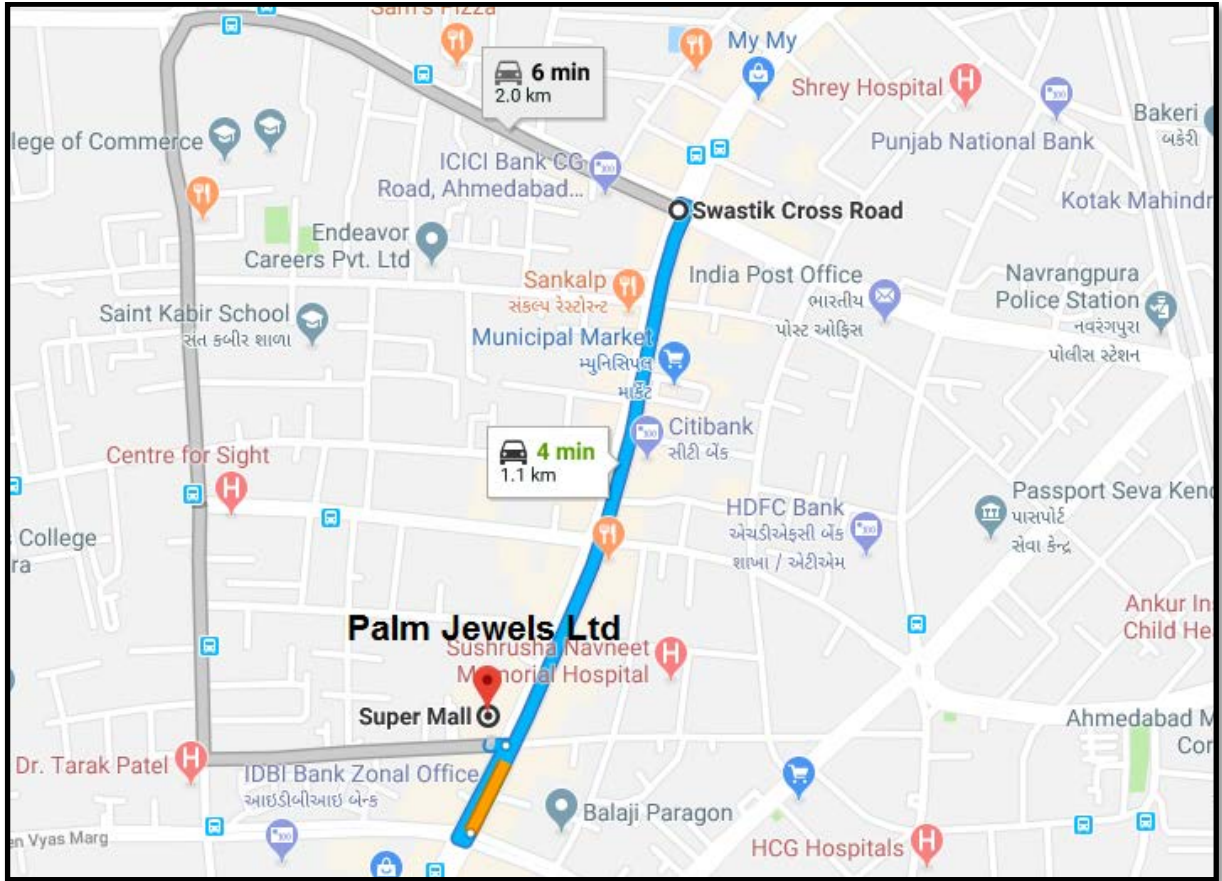 Sam's Pizza
6 min
2.0 km
My My
Shrey Hospital
Punjab National Bank
Bakeri
બકેરી
lege of Commerce
ICICI Bank CG
Road, Ahmedabad...
Kotak Mahindr
Swastik Cross Road
Endeavor
Careers Pvt. Ltd
Sankalp
સંકલ્પ રેસ્ટોરન્ટ
India Post Office
ભારતીય
પોસ્ટ ઓફિસ
Navrangpura
Police Station
નવરંગપુરા
પોલીસ સ્ટેશન
Saint Kabir School
સંત કબીર શાળા
Municipal Market
મ્યુનિસિપલ
માર્કેટ
Citibank
સીટી બેંક
4 min
1.1 km
Centre for Sight
HDFC Bank
એચડીએફસી બેંક
શાખા / એટીએમ
Passport Seva Kend
પાસપોર્ટ
સેવા કેન્દ્ર
College
ra
Palm Jewels Ltd
Sushrusha Navneet
Memorial Hospital
Ankur In
Child He
Super Mall
Ahmedabad M
Cor
Dr. Tarak Patel
IDBI Bank Zonal Office
આઇડીબીઆઇ બેન્ક
Balaji Paragon
en Vyas Marg
HCG Hospitals